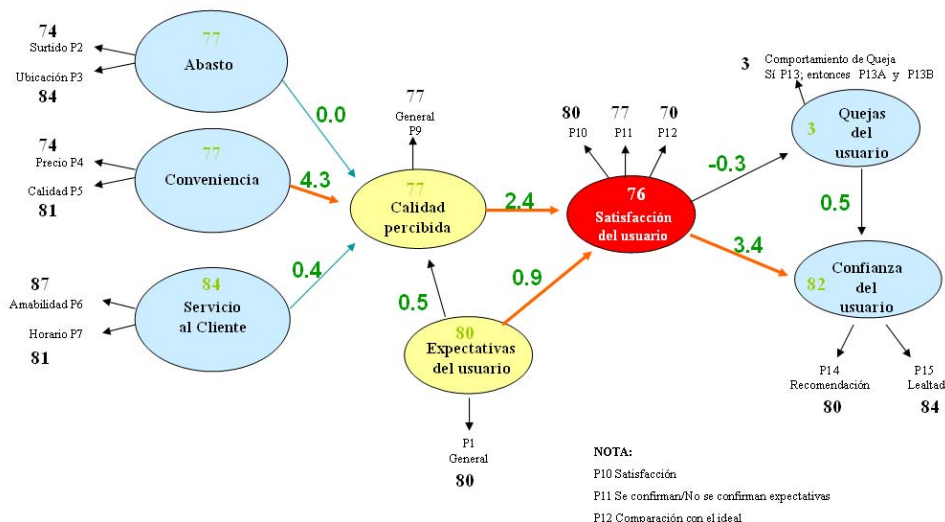 74
Surtido P2
Ubicación P3
84
77
Abasto
0.0
74
Precio P4
Calidad P5
81
77
Conveniencia
4.3
87
Amabilidad P6
Horario P7
81
84
Servicio
al Cliente
0.4
77
General
P9
77
Calidad
percibida
2.4
0.5
0.9
80
Expectativas
del usuario
P1
General
80
80
P10
77
P11
70
P12
76
Satisfacción
del usuario
-0.3
3.4
3
Comportamiento de Queja
Sí P13; entonces P13A y P13B
3
Quejas
del
usuario
0.5
82
Confianza
del
usuario
P14
Recomendación
80
P15
Lealtad
84
NOTA:
P10 Satisfacción
P11 Se confirman/No se confirman expectativas
P12 Comparación con el ideal